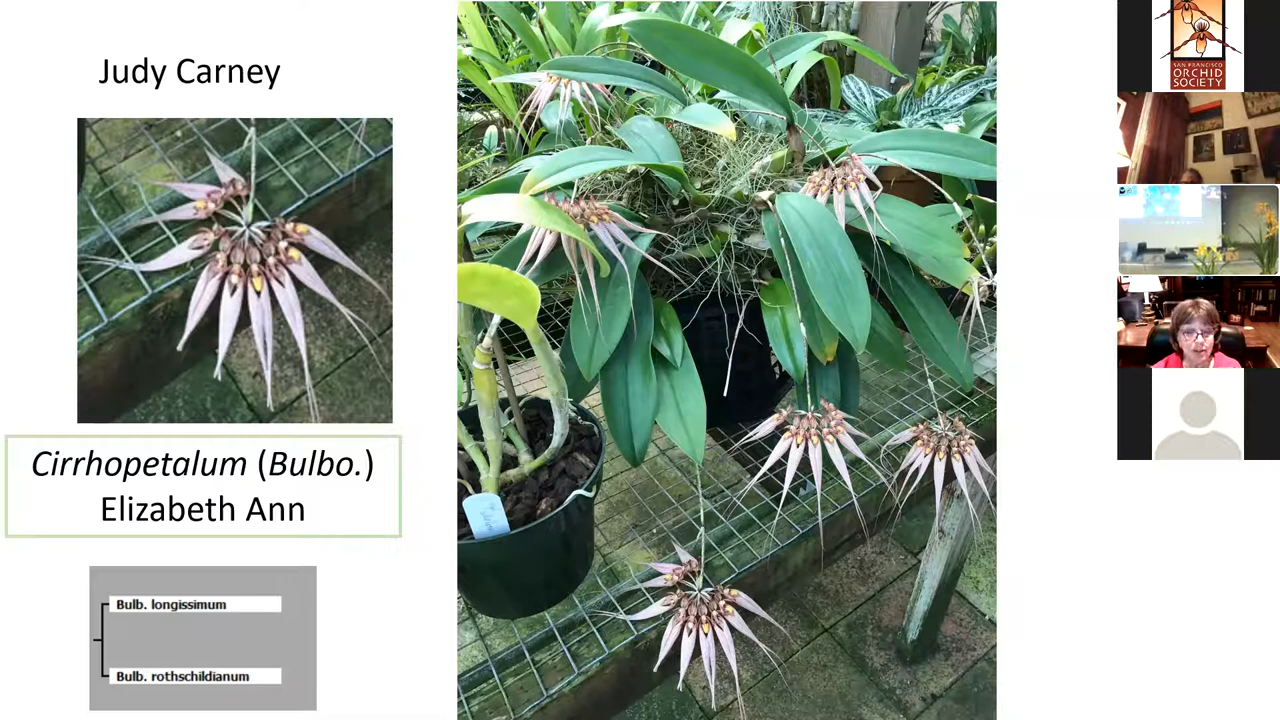 Judy Carney
Cirrhopetalum (Bulbo.)
Elizabeth Ann
Bulb. longissimum
Bulb. rothschildianum
SAN FRANCISCO
ORCHID
SOCIETY